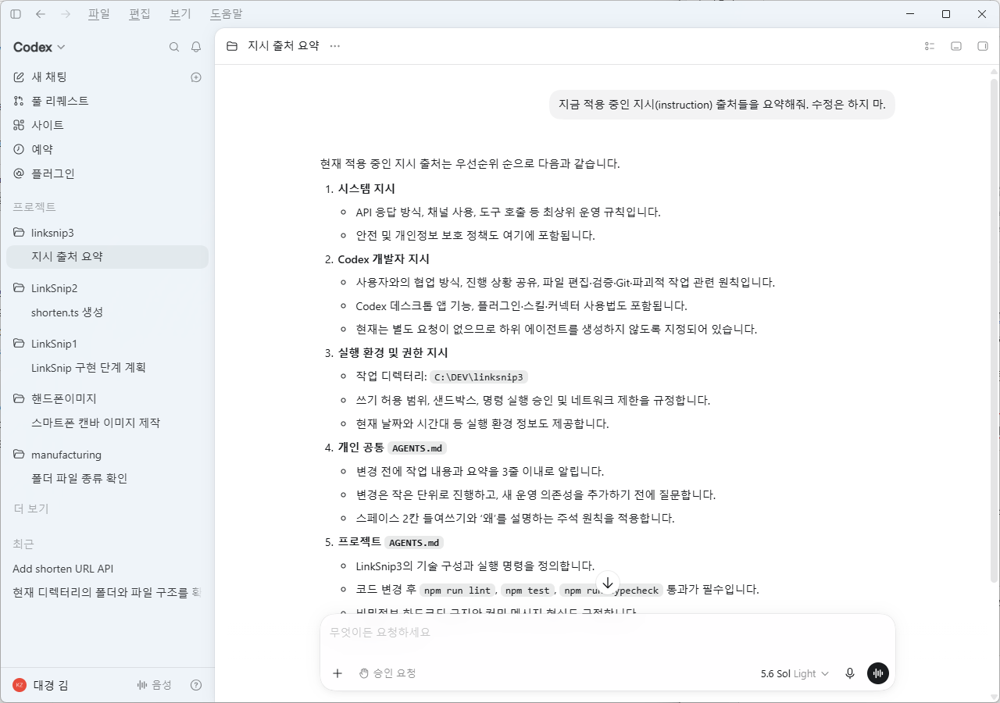 파일 편집 보기 도움말
Codex
새 채팅
풀 리퀘스트
사이트
예약
플러그인
프로젝트
linksnip3
지시 출처 요약
LinkSnip2
shorten.ts 생성
LinkSnip1
LinkSnip 구현 단계 계획
핸드폰이미지
스마트폰 캔바 이미지 제작
manufacturing
폴더 파일 종류 확인
더 보기
최근
Add shorten URL API
현재 디렉터리의 폴더와 파일 구조를 확
KZ 대경 김 음성
지시 출처 요약
지금 적용 중인 지시(instruction) 출처들을 요약해줘. 수정은 하지 마.
현재 적용 중인 지시 출처는 우선순위 순으로 다음과 같습니다.
1. 시스템 지시
API 응답 방식, 채널 사용, 도구 호출 등 최상위 운영 규칙입니다.
안전 및 개인정보 보호 정책도 여기에 포함됩니다.
2. Codex 개발자 지시
사용자와의 협업 방식, 진행 상황 공유, 파일 편집·검증·Git·파괴적 작업 관련 원칙입니다.
Codex 데스크톱 앱 기능, 플러그인·스킬·커넥터 사용법도 포함됩니다.
현재는 별도 요청이 없으므로 하위 에이전트를 생성하지 않도록 지정되어 있습니다.
3. 실행 환경 및 권한 지시
작업 디렉터리: C:\DEV\linksnip3
쓰기 허용 범위, 샌드박스, 명령 실행 승인 및 네트워크 제한을 규정합니다.
현재 날짜와 시간대 등 실행 환경 정보도 제공합니다.
4. 개인 공통 AGENTS.md
변경 전에 작업 내용과 요약을 3줄 이내로 알립니다.
변경은 작은 단위로 진행하고, 새 운영 의존성을 추가하기 전에 질문합니다.
스페이스 2칸 들여쓰기와 ‘왜’를 설명하는 주석 원칙을 적용합니다.
5. 프로젝트 AGENTS.md
LinkSnip3의 기술 구성과 실행 명령을 정의합니다.
코드 변경 후 npm run lint, npm test, npm run typecheck 통과가 필수입니다.
무엇이든 요청하세요
승인 요청
5.6 Sol Light